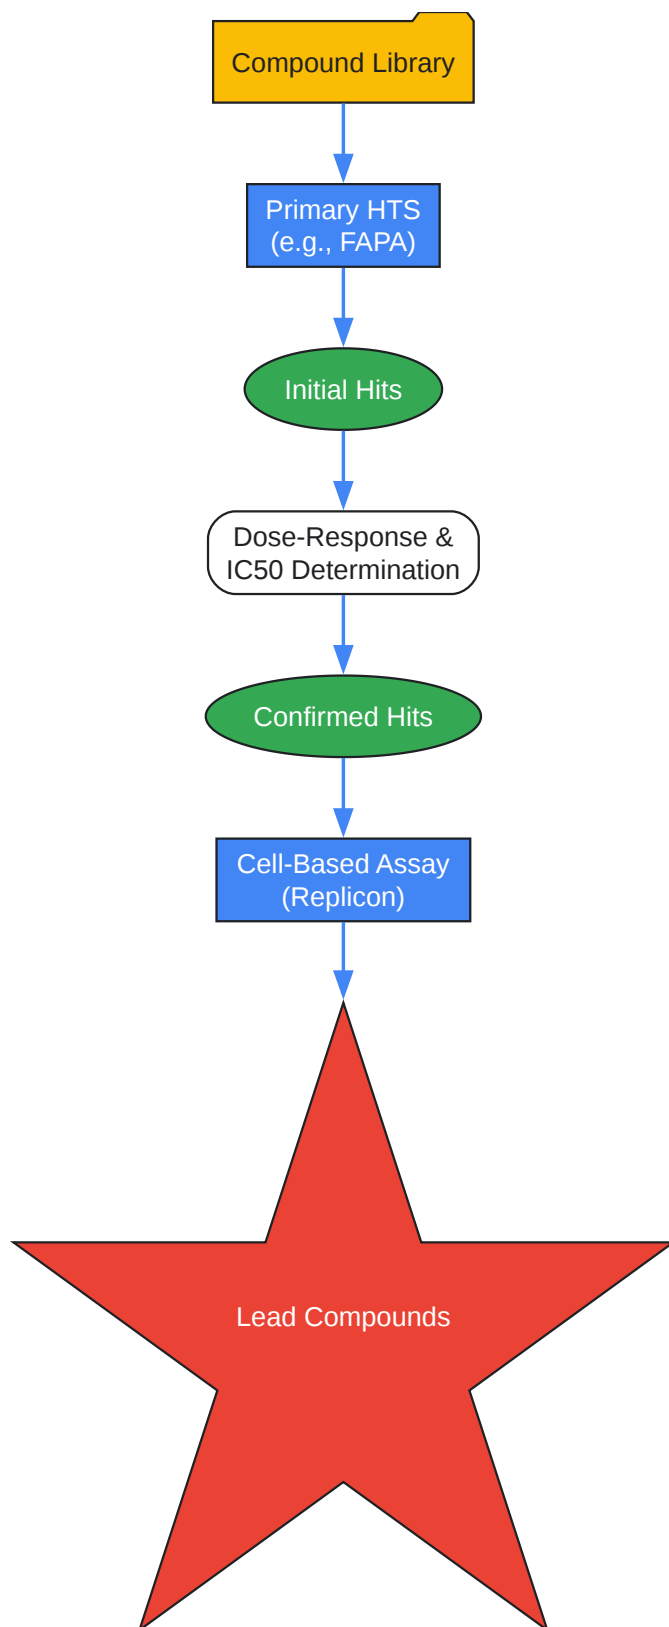 Compound Library
Primary HTS
(e.g., FAPA)
Initial Hits
Dose-Response &
IC50 Determination
Confirmed Hits
Cell-Based Assay
(Replicon)
Lead Compounds